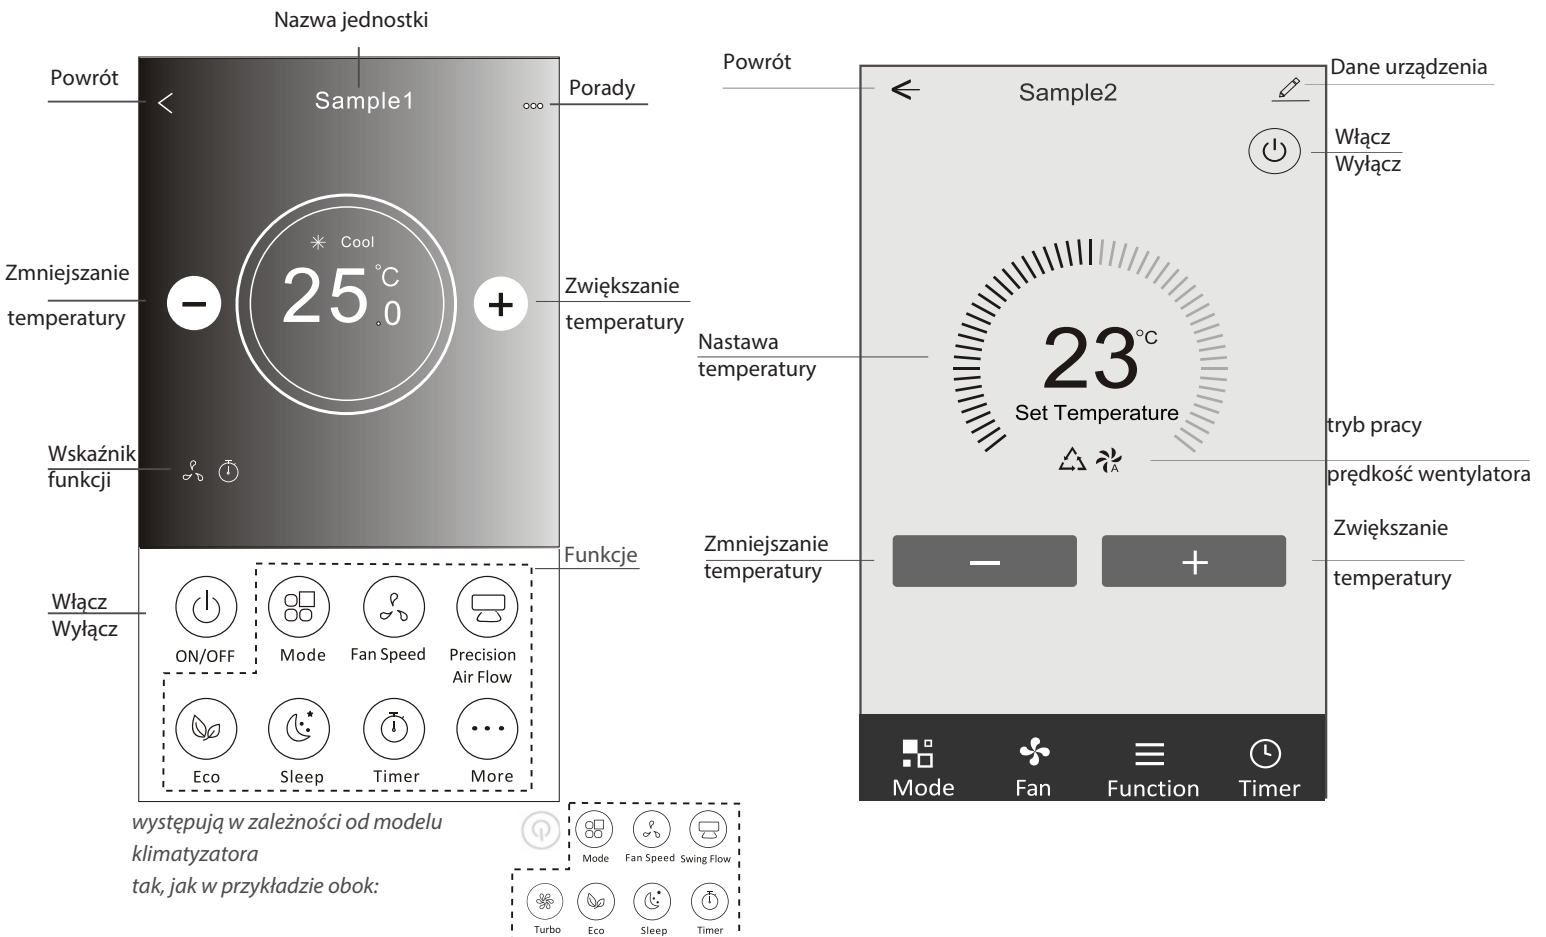 Nazwa jednostki
Powrót
Sample1
Porady
Cool
25 °C
.0
Zmniejszanie
temperatury
Zwiększanie
temperatury
Wskaźnik
funkcji
Funkcje
Włącz
Wyłącz
ON/OFF
Mode
Fan Speed
Precision
Air Flow
Eco
Sleep
Timer
More
występują w zależności od modelu
klimatyzatora
tak, jak w przykładzie obok:
Mode
Fan Speed
Swing Flow
Turbo
Eco
Sleep
Timer
Powrót
Sample2
Dane urządzenia
Włącz
Wyłącz
Nastawa
temperatury
23 °C
Set Temperature
A
tryb pracy
prędkość wentylatora
Zmniejszanie
temperatury
Zwiększanie
temperatury
Mode
Fan
Function
Timer